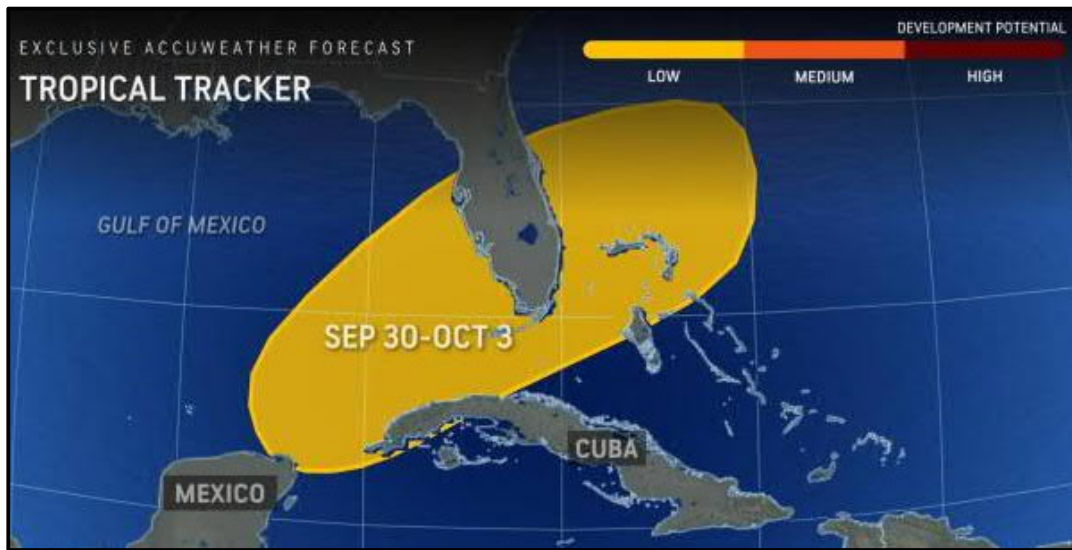 EXCLUSIVE ACCUWEATHER FORECAST
TROPICAL TRACKER
DEVELOPMENT POTENTIAL
LOW MEDIUM HIGH
GULF OF MEXICO
SEP 30-OCT 3
CUBA
MEXICO